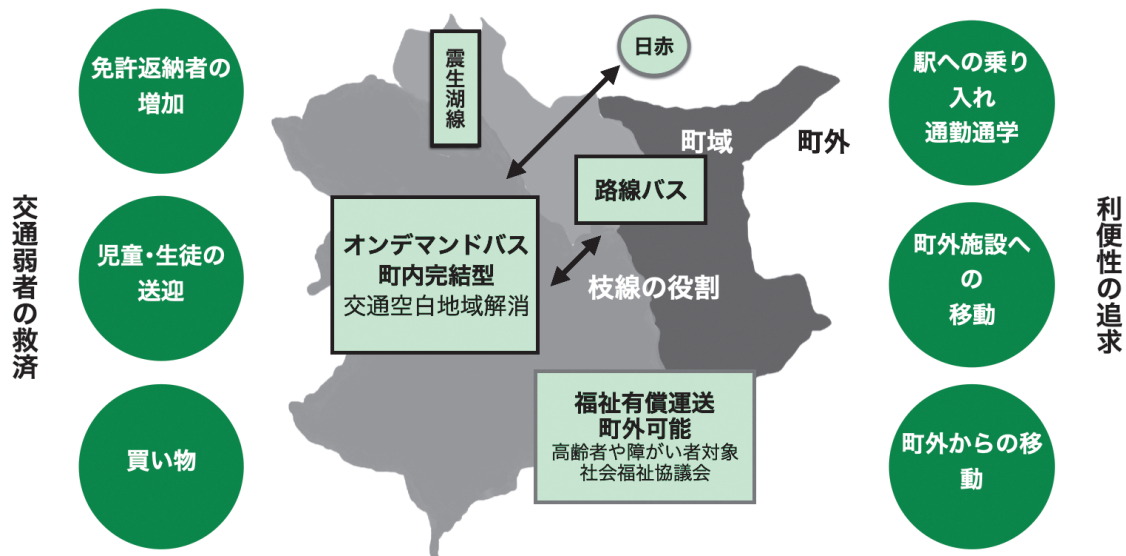 交通弱者の救済
免許返納者の
増加
児童・生徒の
送迎
買い物
震生湖線
日赤
町域
町外
路線バス
オンデマンドバス
町内完結型
交通空白地域解消
枝線の役割
福祉有償運送
町外可能
高齢者や障がい者対象
社会福祉協議会
駅への乗り
入れ
通勤通学
町外施設へ
の
移動
町外からの移
動
利便性の追求